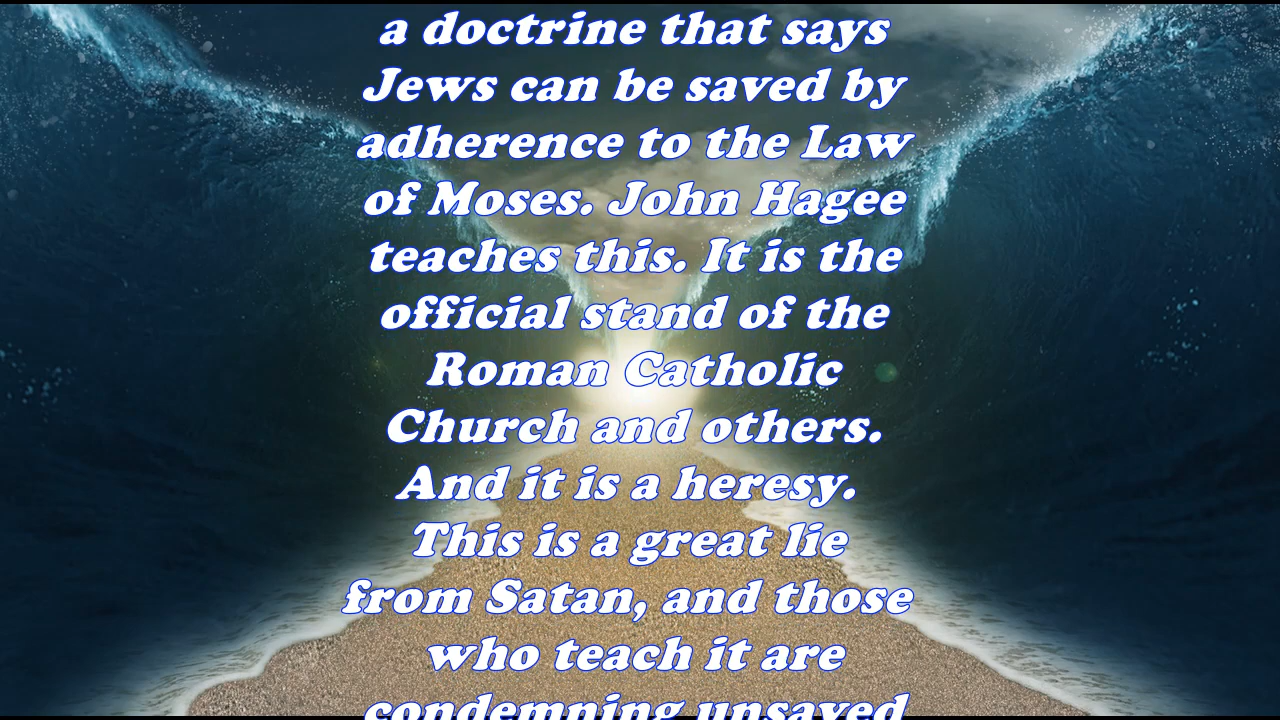 a doctrine that says
Jews can be saved by
adherence to the Law
of Moses. John Hagee
teaches this. It is the
official stand of the
Roman Catholic
Church and others.
And it is a heresy.
This is a great lie
from Satan, and those
who teach it are
condemning unsaved